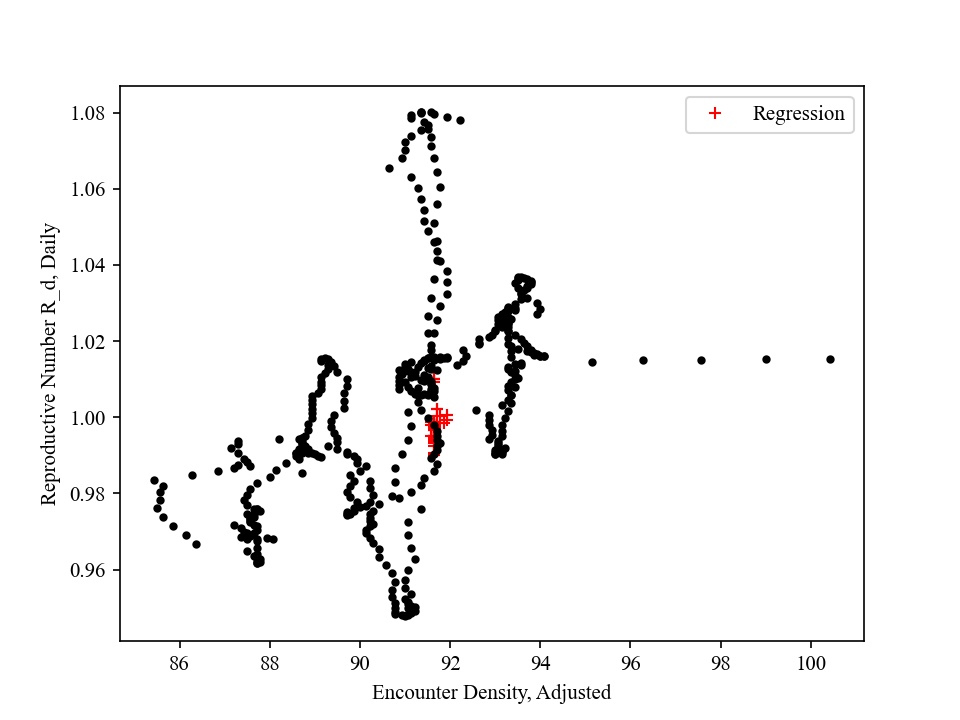 Regression
1.08
1.06
1.04
1.02
1.00
0.98
0.96
Reproductive Number R_d, Daily
86 88 90 92 94 96 98 100
Encounter Density, Adjusted